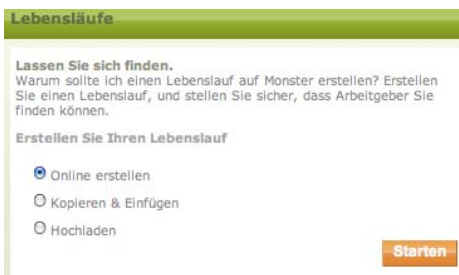 Lebensläufe
Lassen Sie sich finden.
Warum sollte ich einen Lebenslauf auf Monster erstellen? Erstellen
Sie einen Lebenslauf, und stellen Sie sicher, dass Arbeitgeber Sie
finden können.
Erstellen Sie Ihren Lebenslauf
Online erstellen
Kopieren & Einfügen
Hochladen
Starten